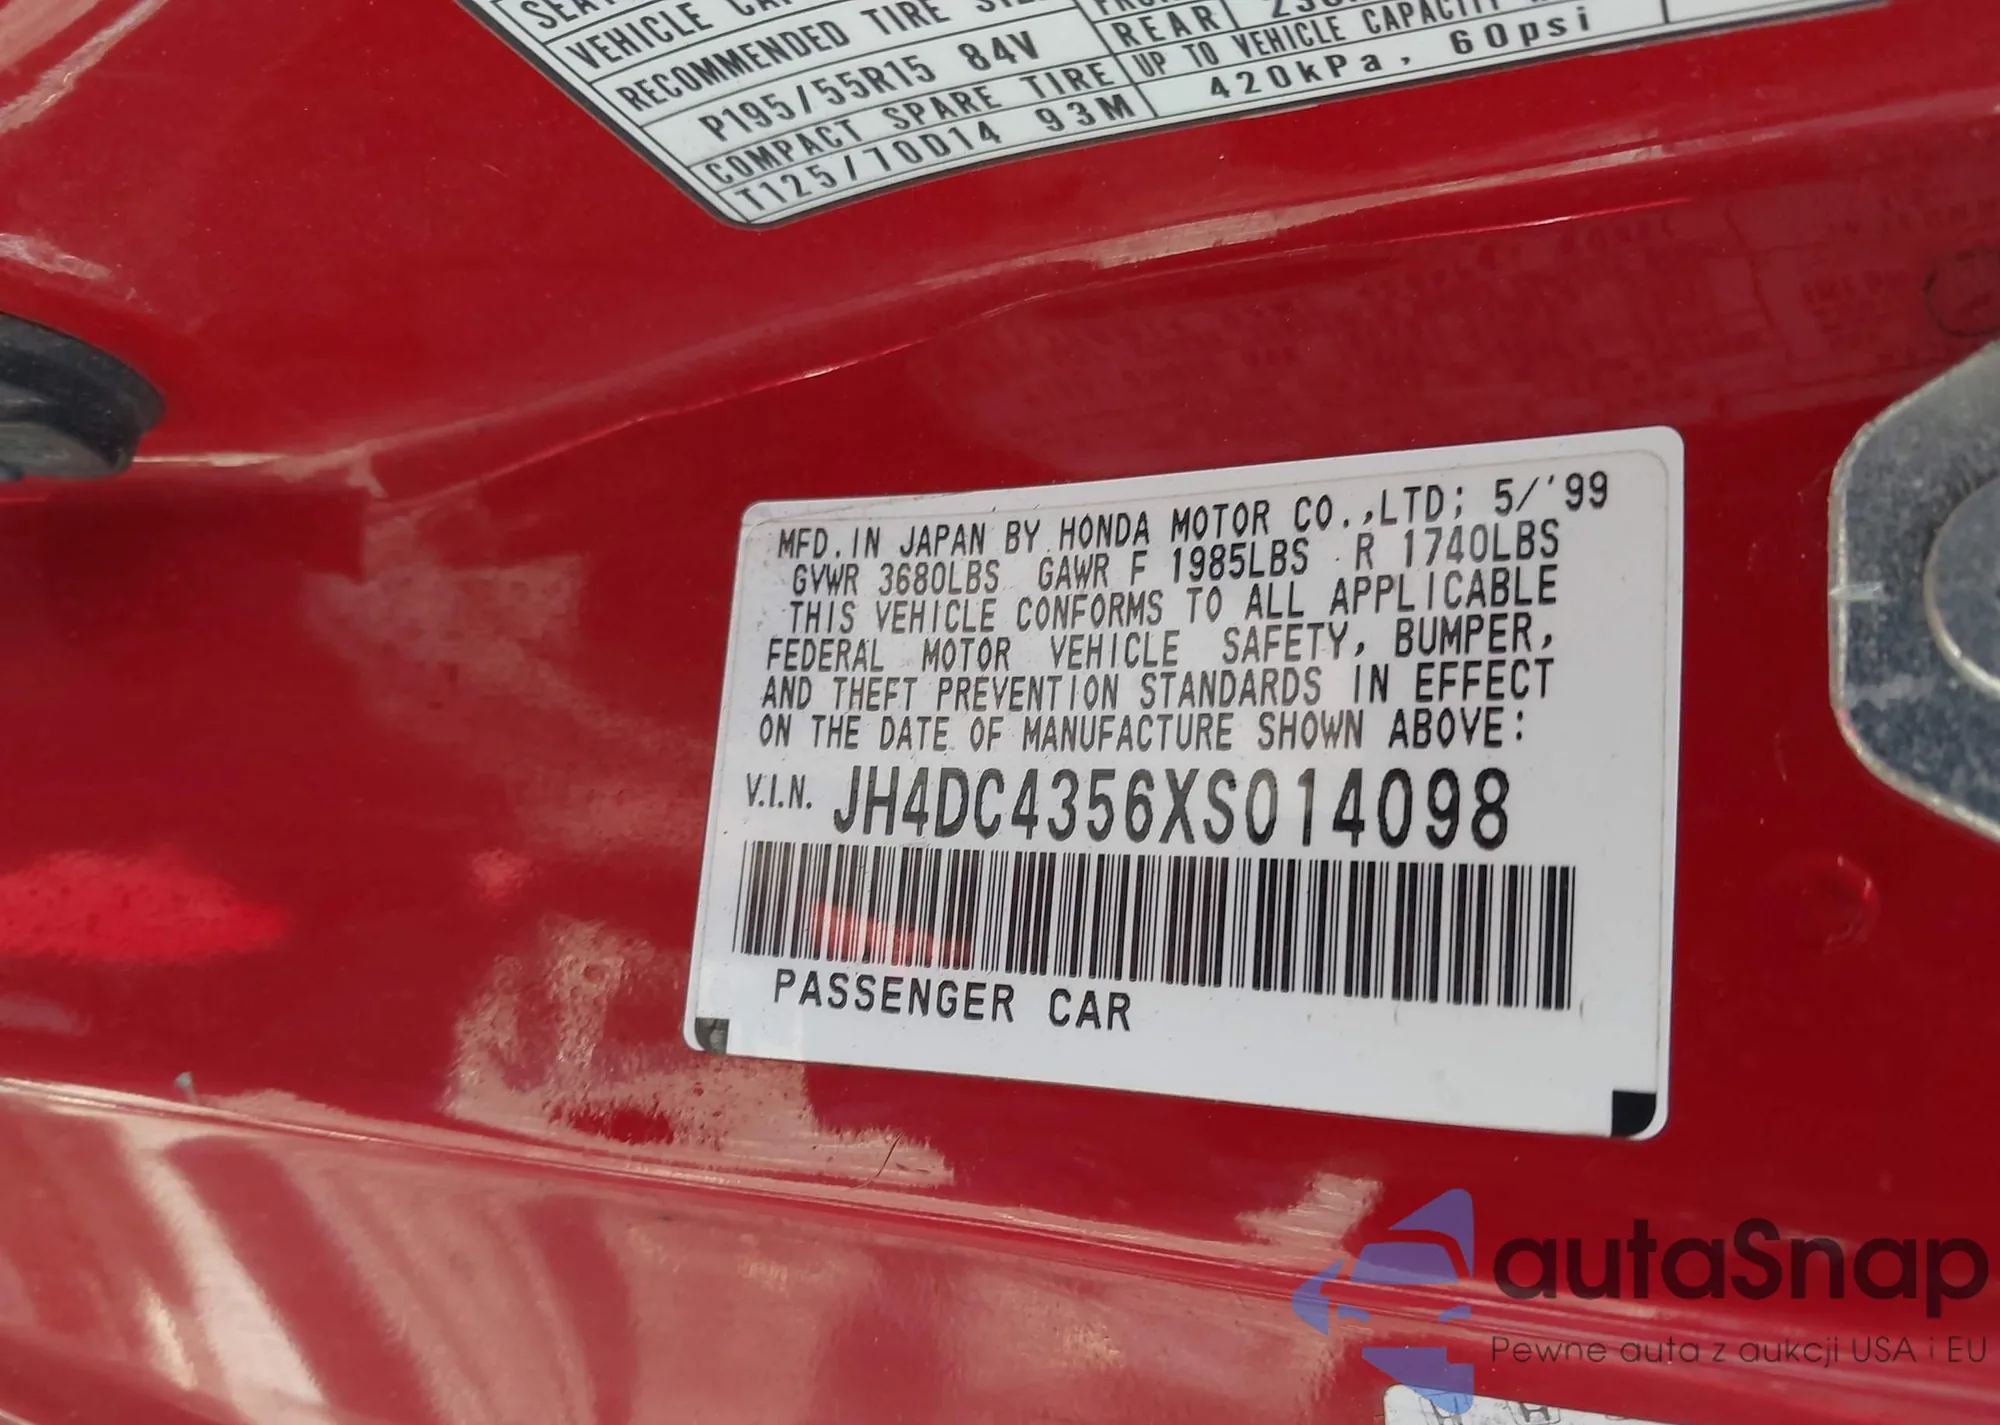 VEHICLE
RECOMMENDED TIRE
P195/55R15 84V
COMPACT SPARE TIRE
T125/70D14 93M
REAR
UP TO VEHICLE CAPACITY
420kPa, 60psi
MFD. IN JAPAN BY HONDA MOTOR CO.,LTD; 5/'99
GVWR 3680LBS GAWR F 1985LBS R 1740LBS
THIS VEHICLE CONFORMS TO ALL APPLICABLE
FEDERAL MOTOR VEHICLE SAFETY, BUMPER,
AND THEFT PREVENTION STANDARDS IN EFFECT
ON THE DATE OF MANUFACTURE SHOWN ABOVE:
V.I.N. JH4DC4356XS014098
PASSENGER CAR
autaSnap
Pewne auta z aukcji USA i EU